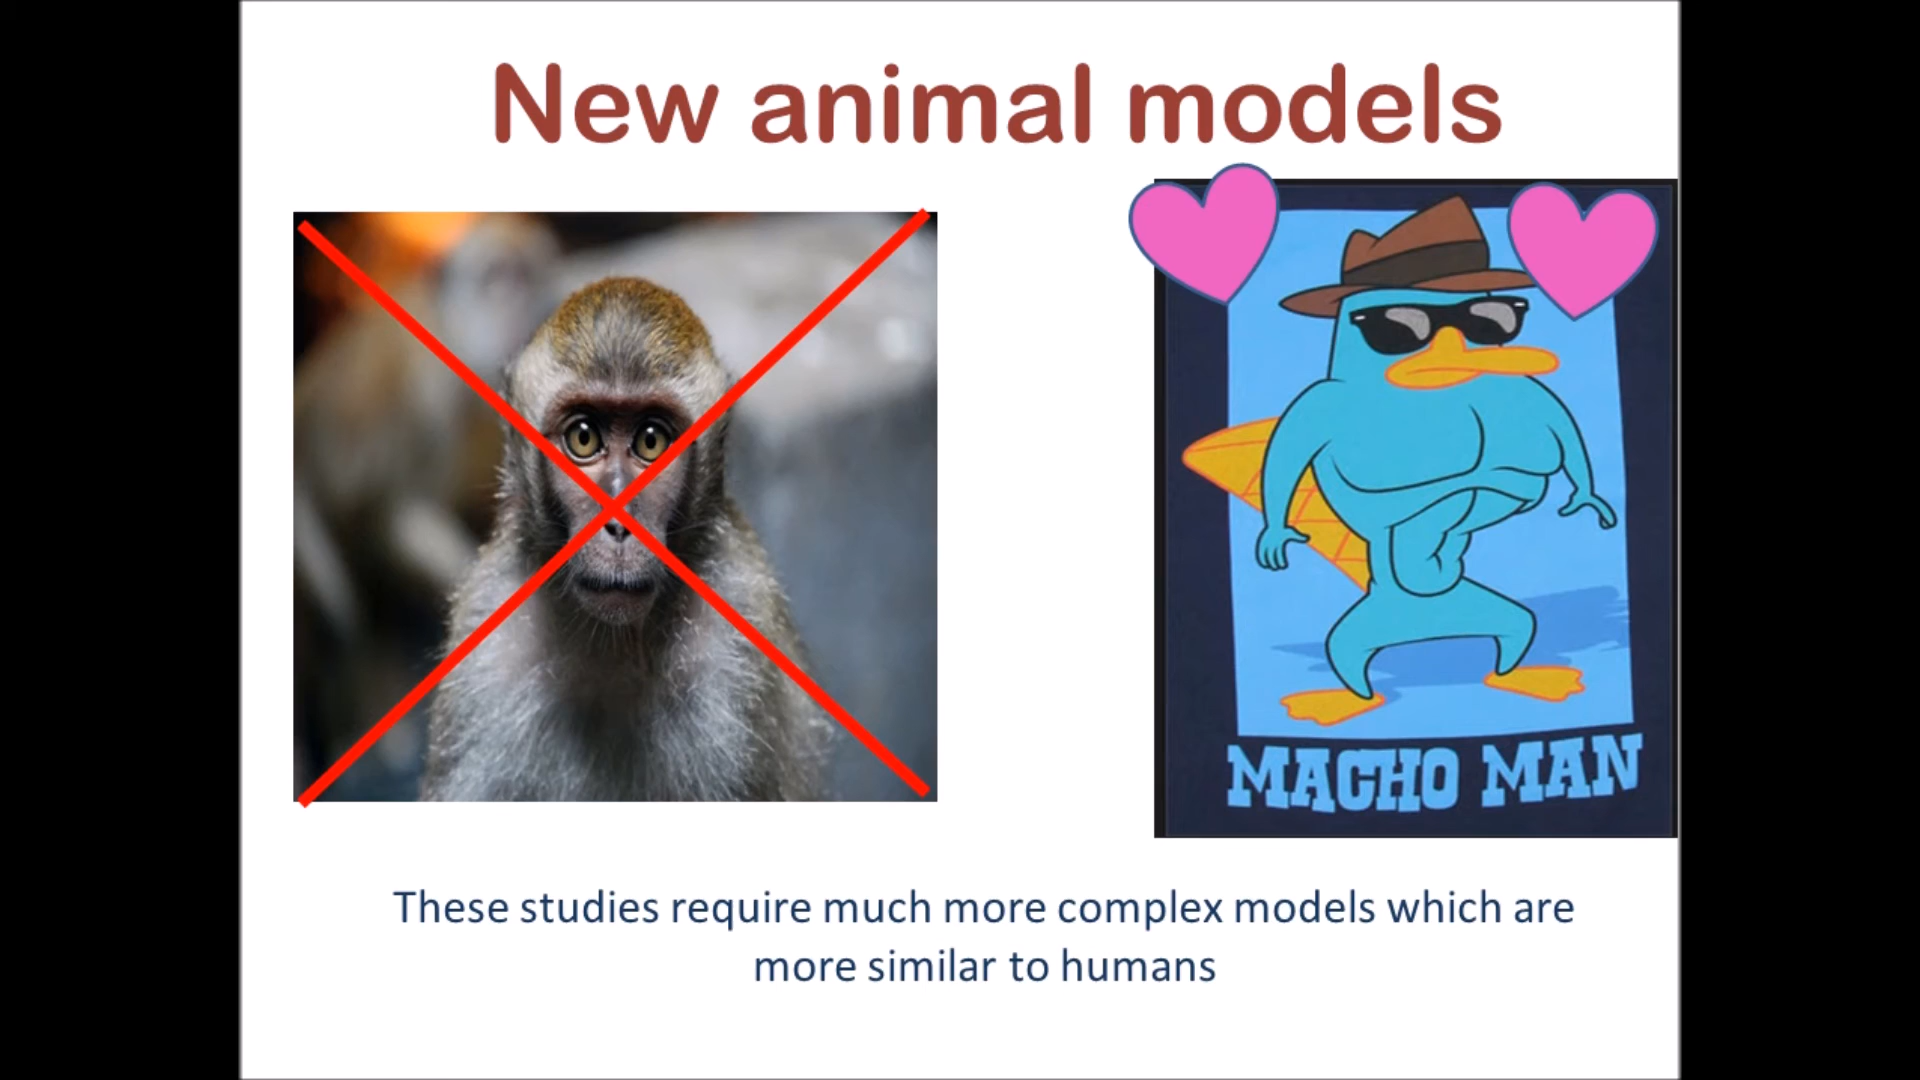 New animal models
MACHO MAN
These studies require much more complex models which are
more similar to humans